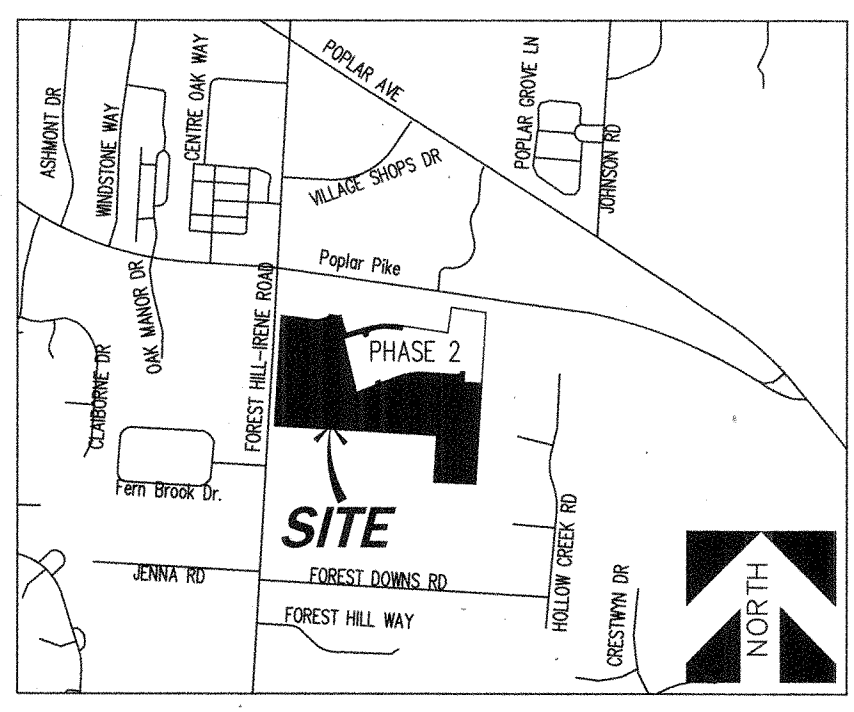 ASHMONT DR
WINDSTONE WAY
CENTRE OAK WAY
POPLAR AVE
POPLAR GROVE LN
JOHNSON RD
VILLAGE SHOPS DR
Poplar Pike
OAK MANOR DR
FOREST HILL-IRENE ROAD
PHASE 2
CLAIBORNE DR
Fern Brook Dr.
SITE
HOLLOW CREEK RD
JENNA RD
FOREST DOWNS RD
FOREST HILL WAY
CRESTWYN DR
NORTH